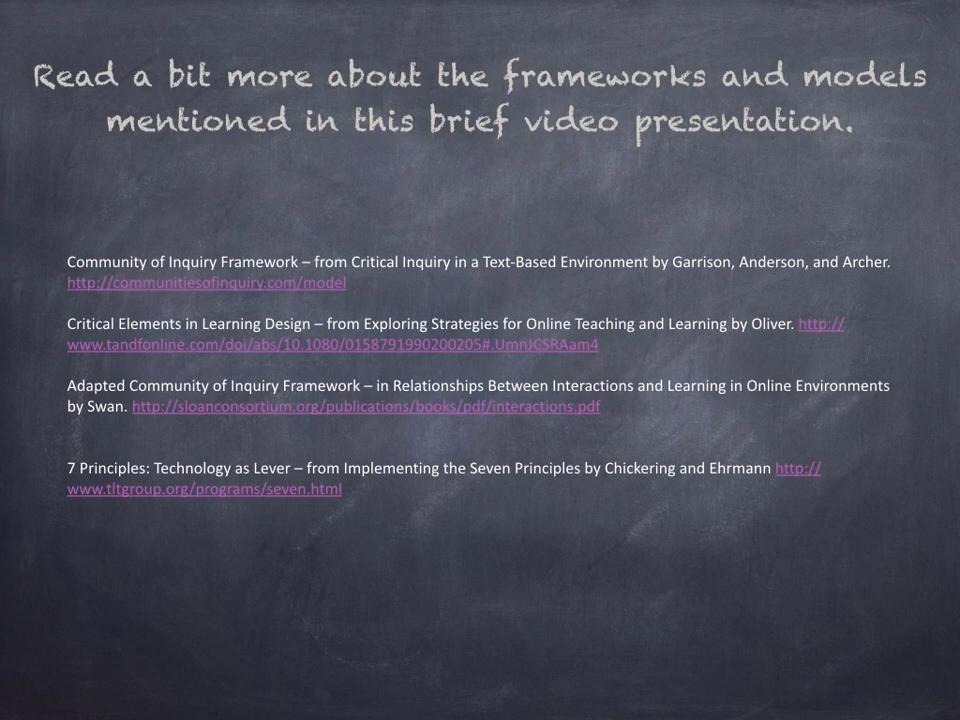 Read a bit more about the frameworks and models
mentioned in this brief video presentation.
Community of Inquiry Framework – from Critical Inquiry in a Text-Based Environment by Garrison, Anderson, and Archer.
http://communitiesofinquiry.com/model
Critical Elements in Learning Design – from Exploring Strategies for Online Teaching and Learning by Oliver. http://
www.tandfonline.com/doi/abs/10.1080/0158791990200205#.UmnJCSRAam4
Adapted Community of Inquiry Framework – in Relationships Between Interactions and Learning in Online Environments
by Swan. http://sloanconsortium.org/publications/books/pdf/interactions.pdf
7 Principles: Technology as Lever – from Implementing the Seven Principles by Chickering and Ehrmann http://
www.tltgroup.org/programs/seven.html